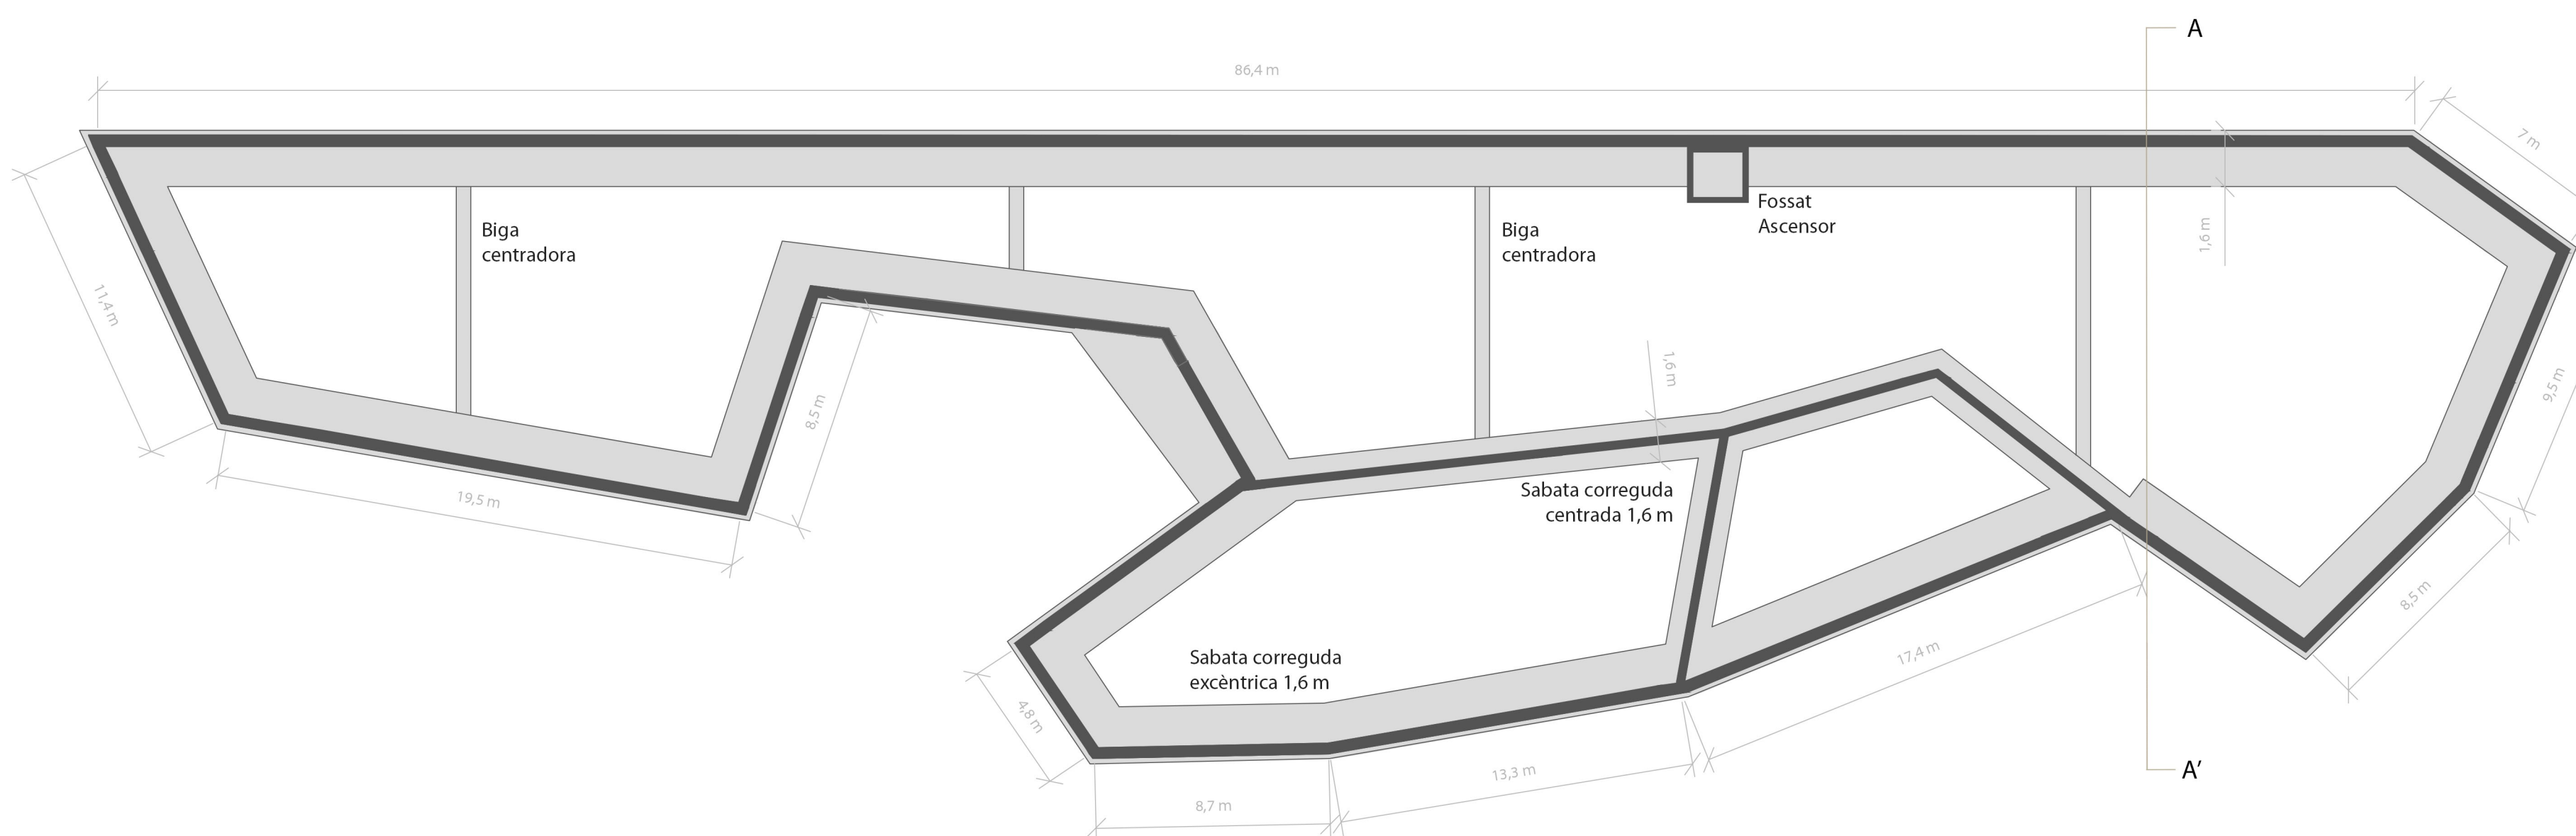 A
86,4 m
7 m
Biga
centradora
Biga
centradora
Fossat
Ascensor
1,6 m
11,4 m
8,5 m
1,6 m
9,5 m
19,5 m
Sabata correguda
centrada 1,6 m
8,5 m
Sabata correguda
excèntrica 1,6 m
17,4 m
4,8 m
13,3 m
A’
8,7 m